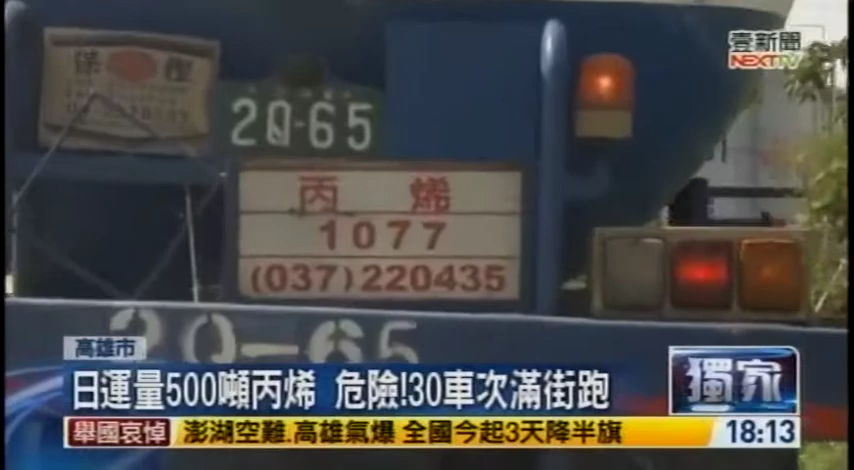 壹新聞
NEXTTV
2Q-65
丙烯
1077
(037)220435
2Q-65
高雄市
日運量500噸丙烯 危險!30車次滿街跑
獨家
舉國哀悼 澎湖空難.高雄氣爆 全國今起3天降半旗
18:13